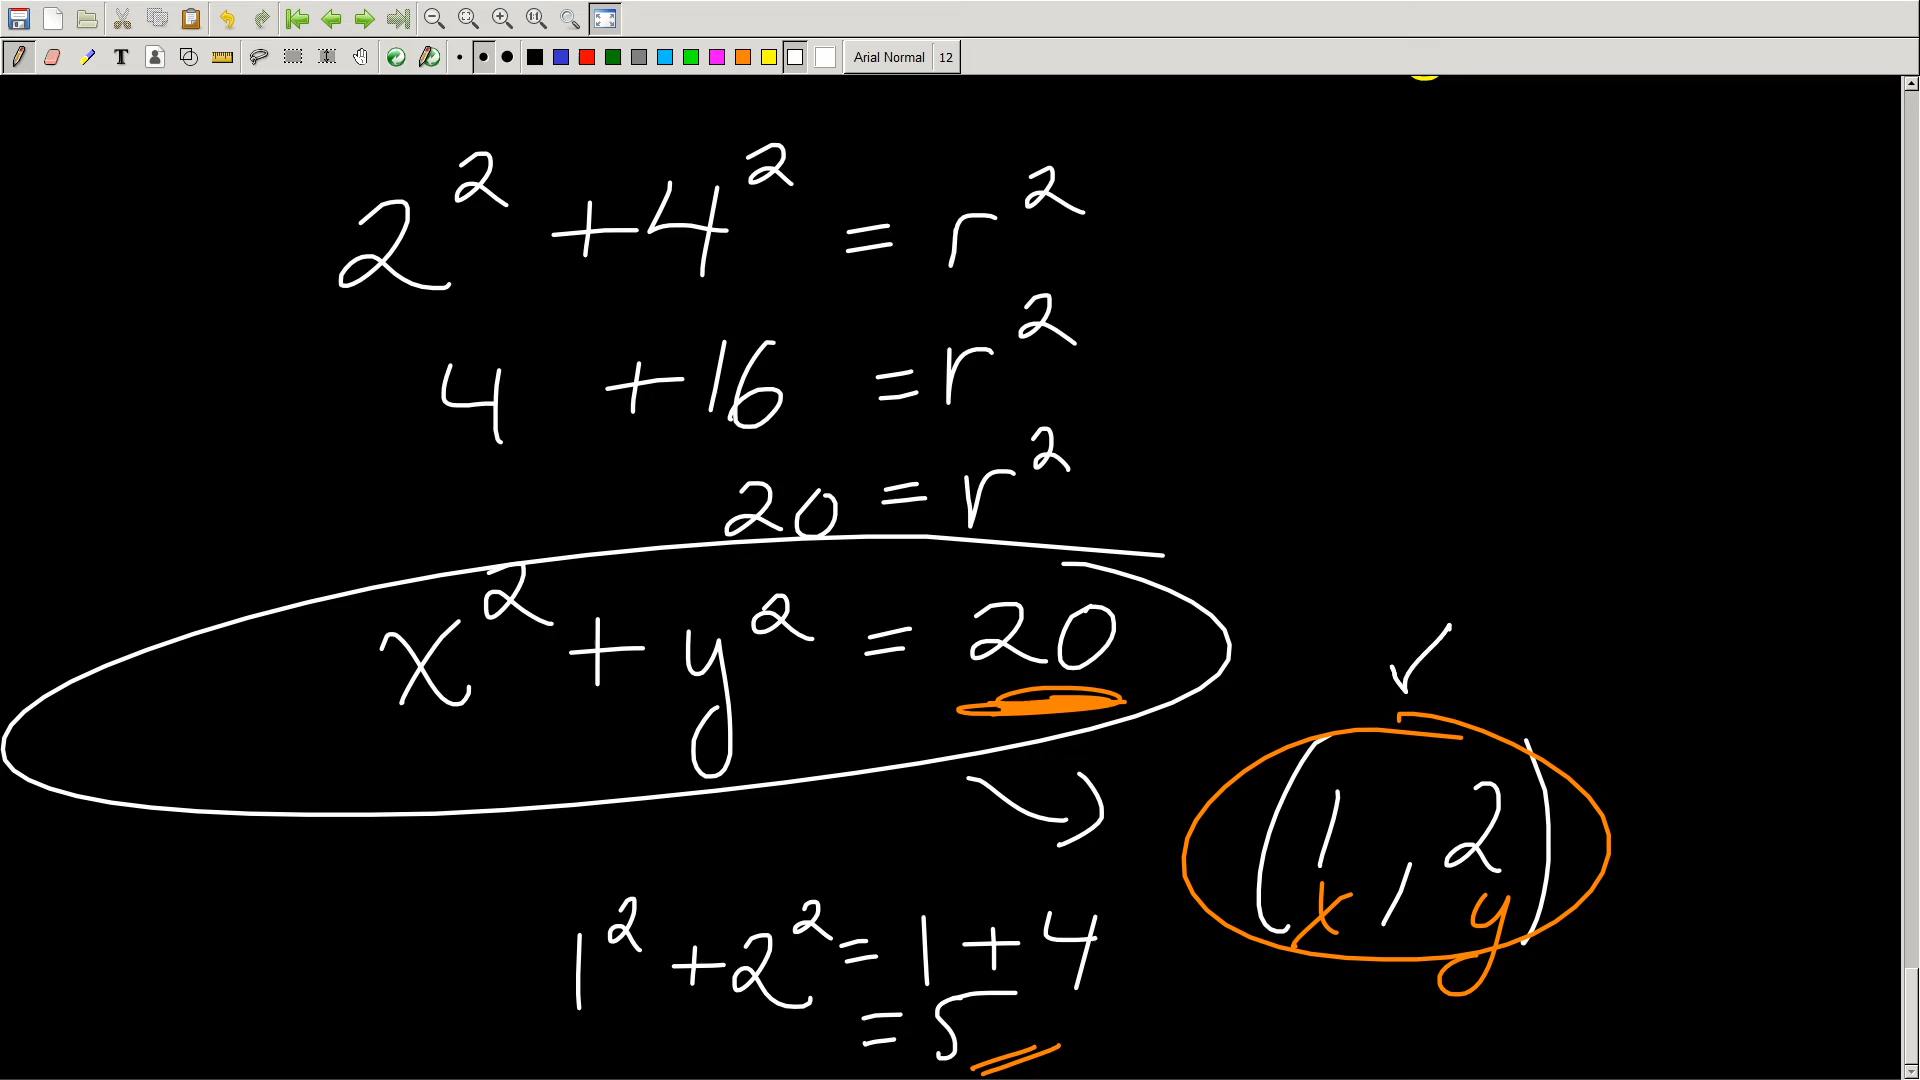 T Arial Normal 12
2² + 4² = r²
4 + 16 = r²
20 = r²
x² + y² = 20
(1, 2)
x y
1² + 2² = 1 + 4
= 5